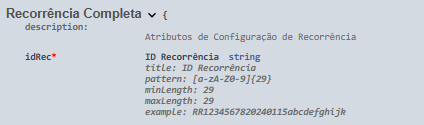 Recorrência Completa {
description:
Atributos de Configuração de Recorrência
idRec* ID Recorrência string
title: ID Recorrência
pattern: [a-zA-Z0-9]{29}
minLength: 29
maxLength: 29
example: RR1234567820240115abcdefghijk